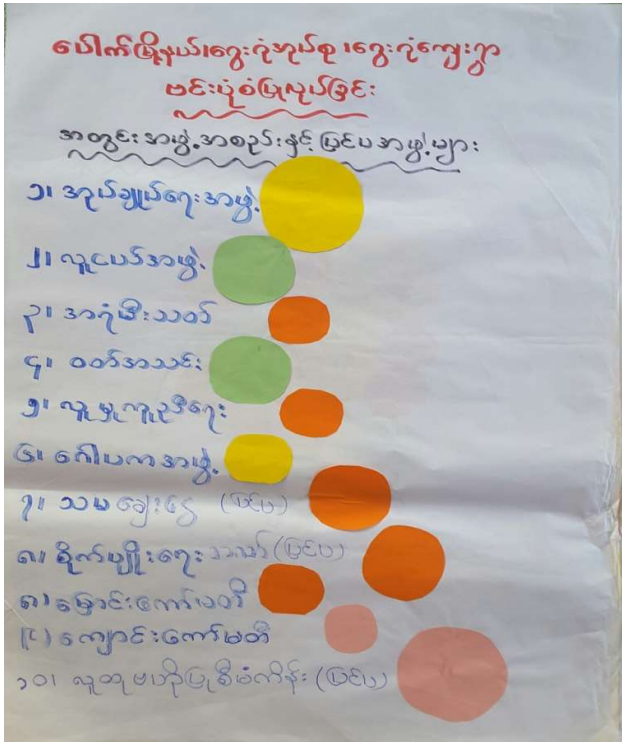 ပေါက်မြို့နယ်၊ရွေးဂုံအုပ်စု၊ရွေးဂုံကျေးရွာ
ဗင်းပုံစံပြုလုပ်ခြင်း
အတွင်းအဖွဲ့အစည်းနှင့်ပြင်ပအဖွဲ့များ
၁။ အုပ်ချုပ်ရေးအဖွဲ့
၂။ လူငယ်အဖွဲ့
၃။ အရံမီးသတ်
၄။ ဝတ်အသင်း
၅။ လူမှုကူညီရေး
၆။ ဂေါပကအဖွဲ့
၇။ သမချေးငွေ (ပြင်ပ)
၈။ စိုက်ပျိုးရေး (ပြင်ပ)
၈၊ မြောင်းကော်မတီ
၉၊ ကျောင်းကော်မတီ
၁၀၊ လူထုဗဟိုပြုစီမံကိန်း (ပြင်ပ)